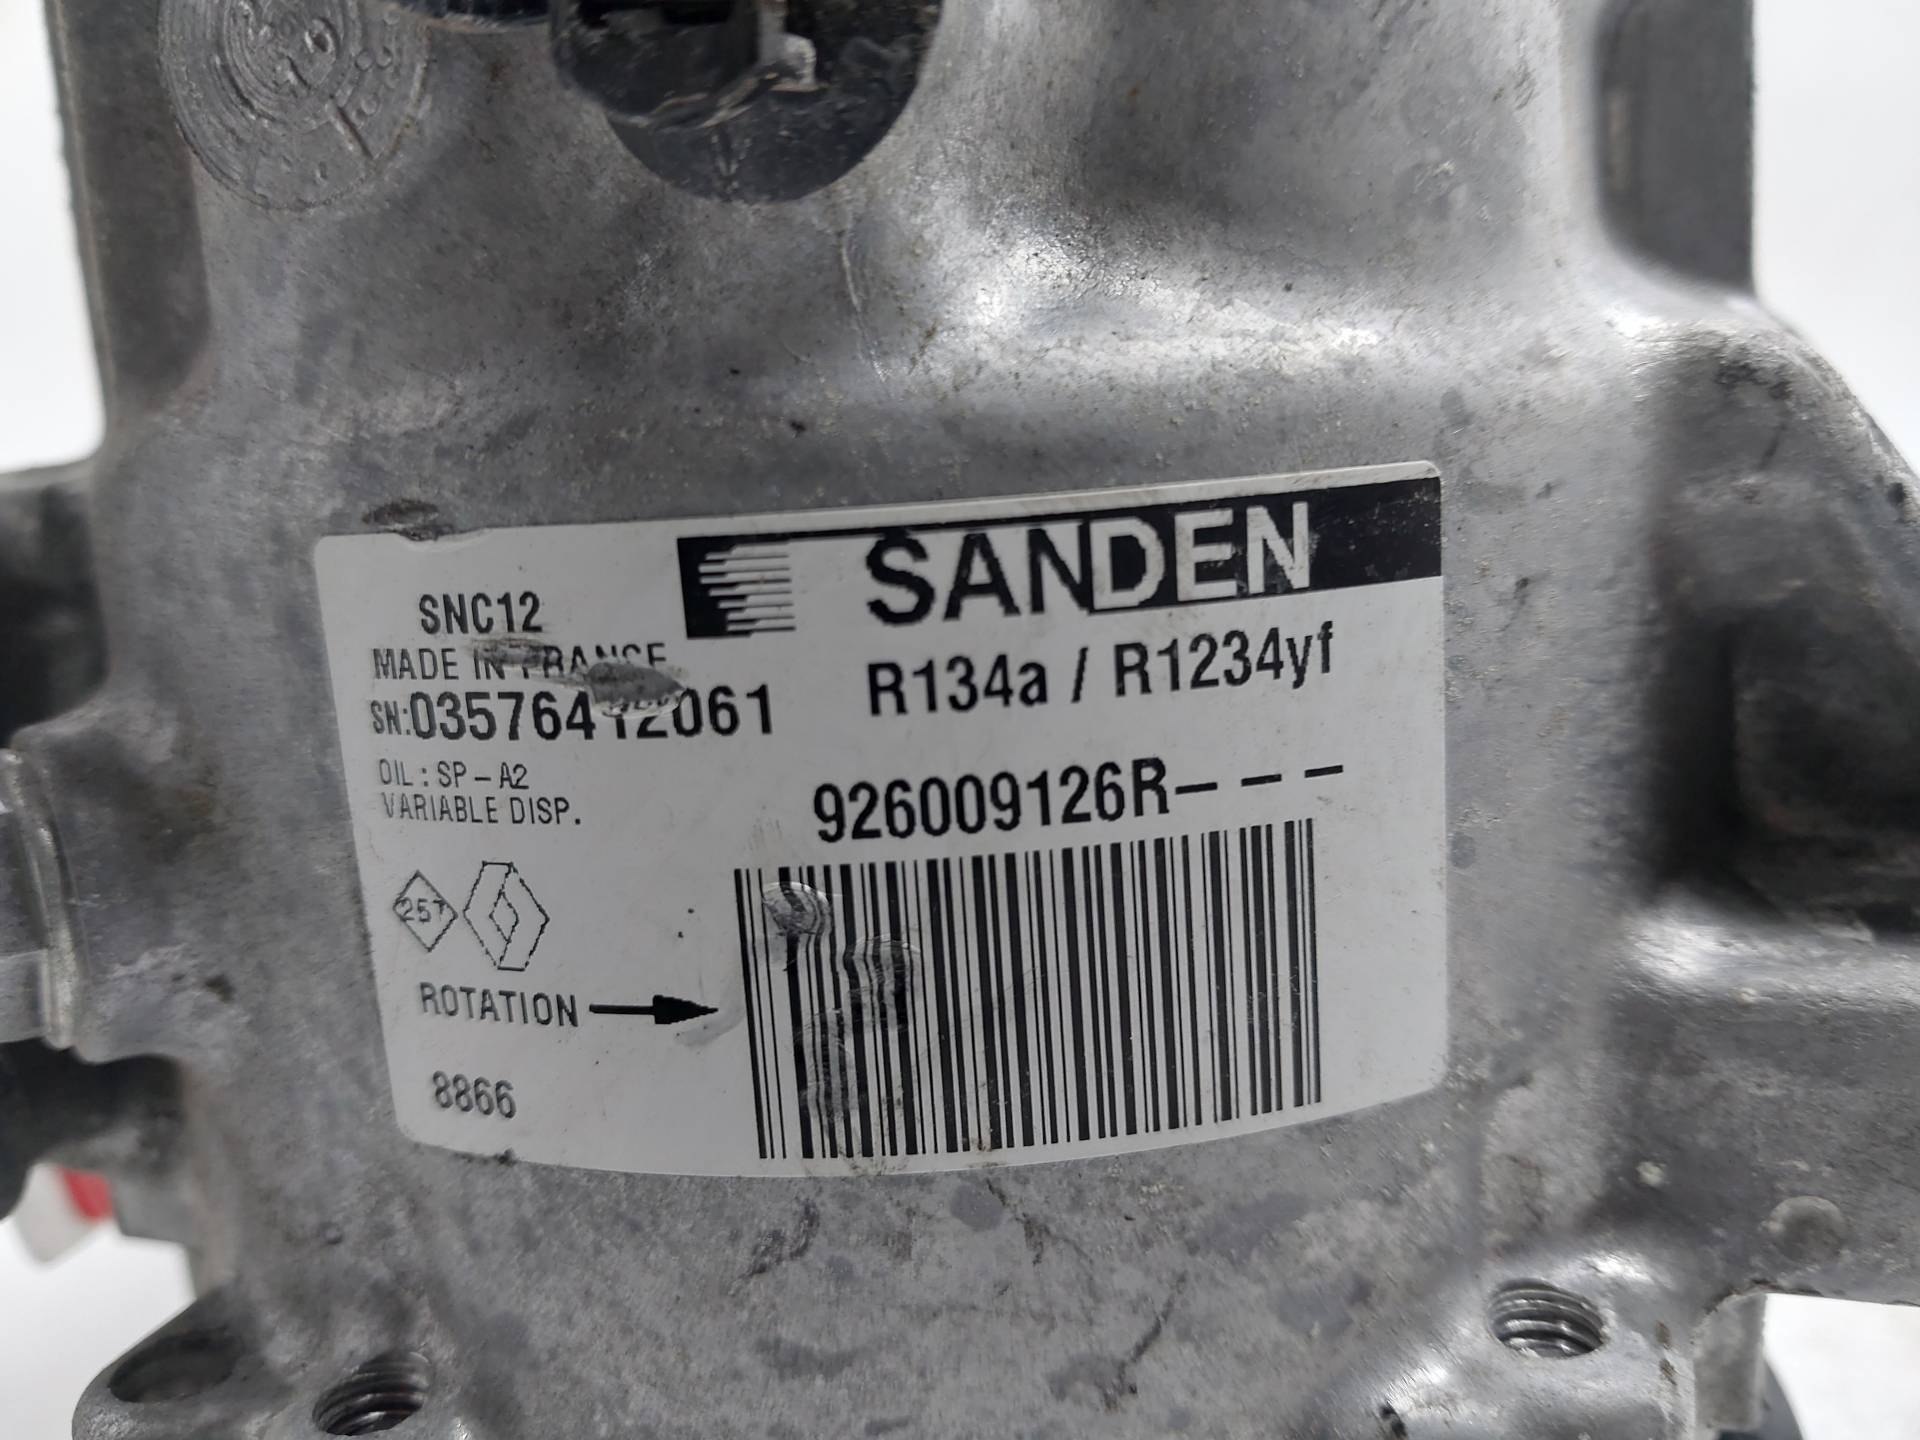 SANDEN
SNC12
MADE IN FRANCE
R134a / R1234yf
SN:03576412061
OIL : SP - A2
VARIABLE DISP.
926009126R- - -
257
ROTATION
8866